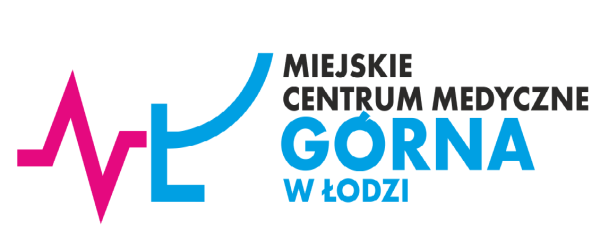 MIEJSKIE
CENTRUM MEDYCZNE
GÓRNA
W ŁODZI